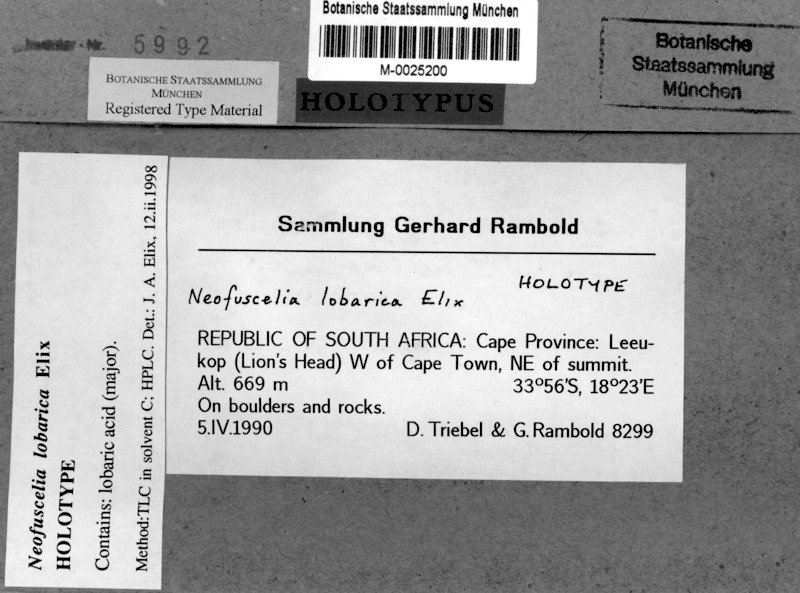 Botanische Staatssammlung München
M-0025200
5992
BOTANISCHE STAATSSAMMLUNG
MÜNCHEN
Registered Type Material
HOLOTYPUS
Botanische
Staatssammlung
München
Sammlung Gerhard Rambold
Neofuscelia lobarica Elix HOLOTYPE
REPUBLIC OF SOUTH AFRICA: Cape Province: Leeu-
kop (Lion's Head) W of Cape Town, NE of summit.
Alt. 669 m 33°56'S, 18°23'E
On boulders and rocks.
5.IV.1990 D. Triebel & G. Rambold 8299
Neofuscelia lobarica Elix
HOLOTYPE
Contains: lobaric acid (major).
Method:TLC in solvent C; HPLC. Det.: J. A. Elix, 12.ii.1998